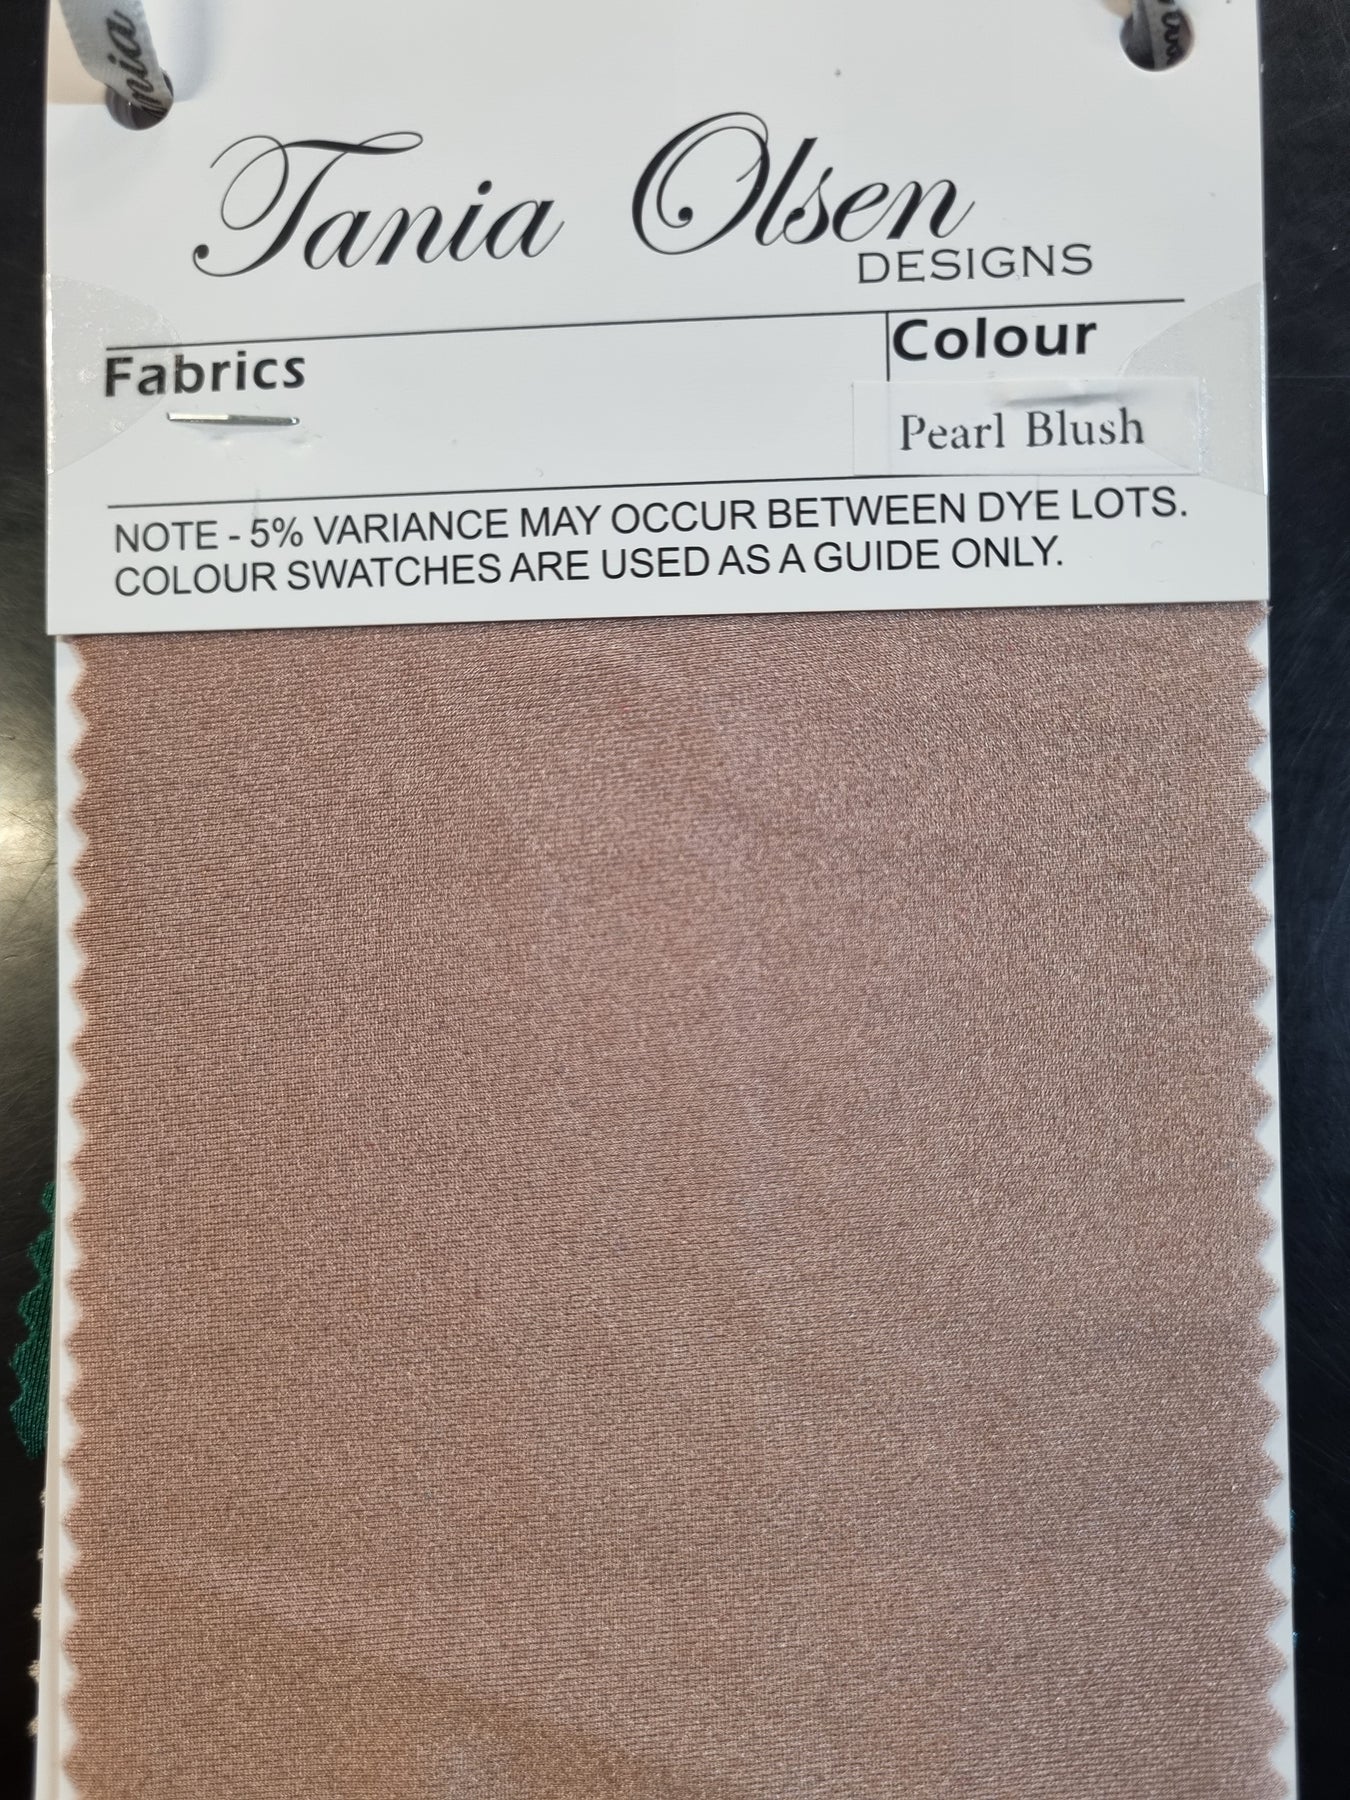 nia
Tania Olsen
DESIGNS
Fabrics
Colour
Pearl Blush
NOTE - 5% VARIANCE MAY OCCUR BETWEEN DYE LOTS.
COLOUR SWATCHES ARE USED AS A GUIDE ONLY.